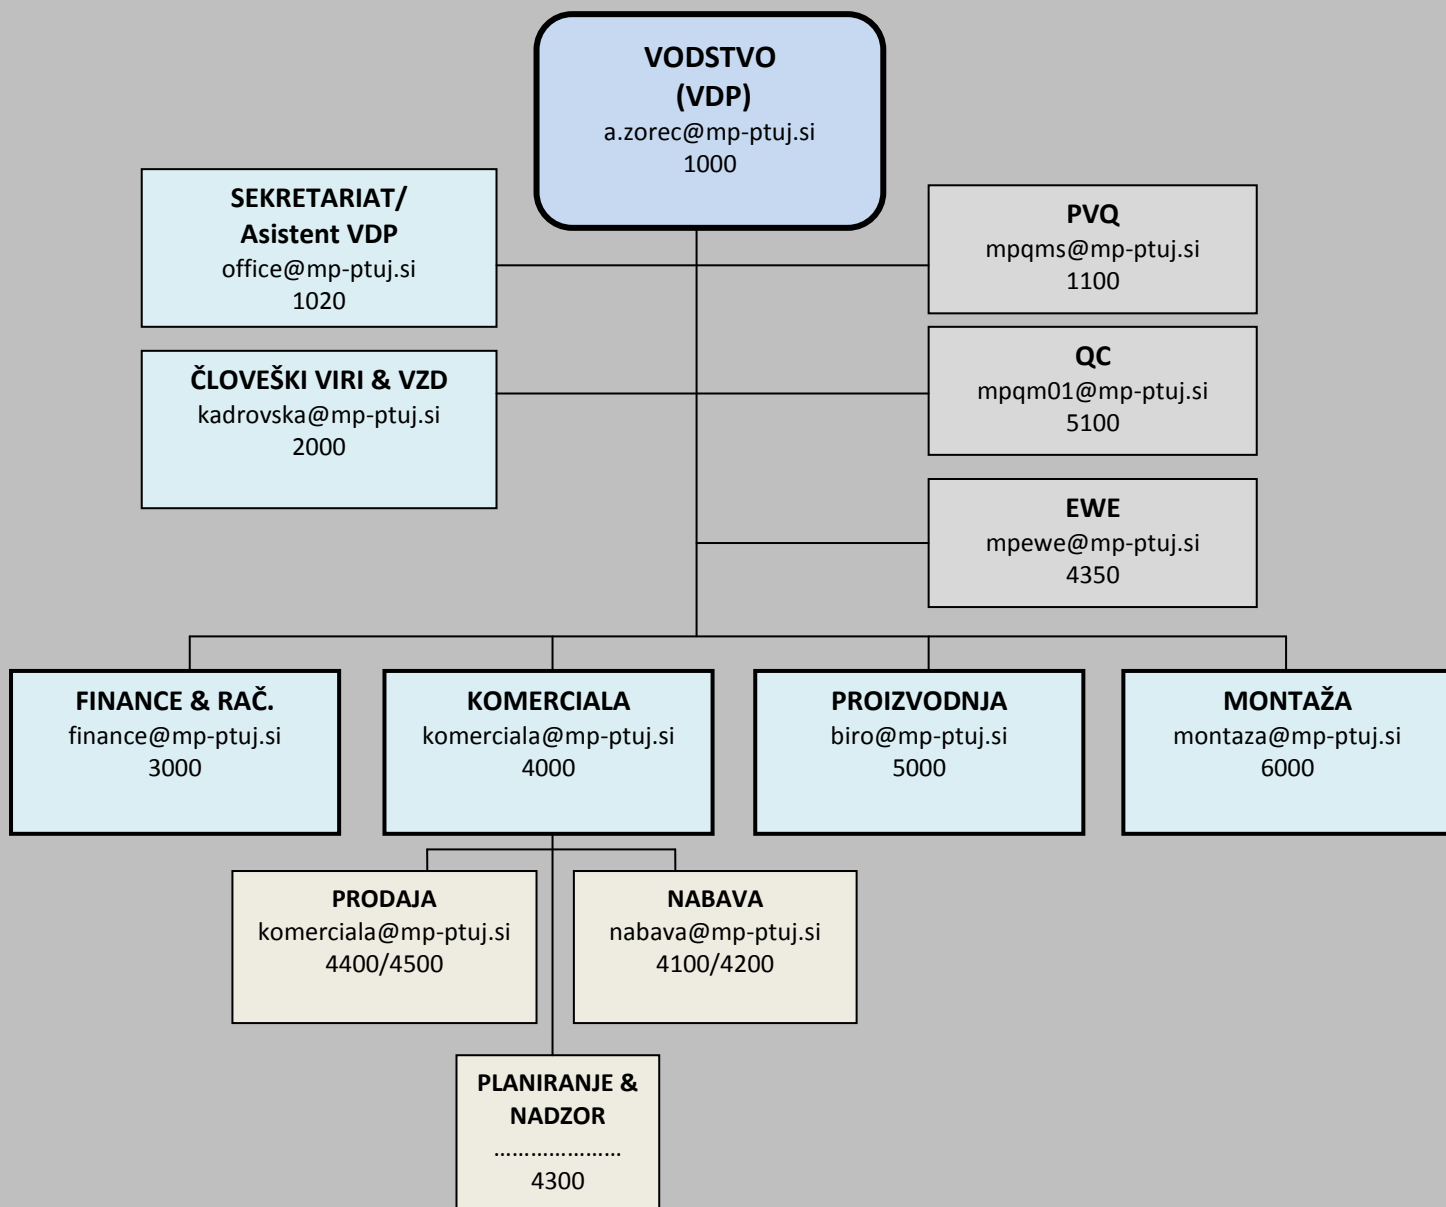 VODSTVO
(VDP)
a.zorec@mp-ptuj.si
1000
SEKRETARIAT/
Asistent VDP
office@mp-ptuj.si
1020
PVQ
mpqms@mp-ptuj.si
1100
ČLOVEŠKI VIRI & VZD
kadrovska@mp-ptuj.si
2000
QC
mpqm01@mp-ptuj.si
5100
EWE
mpewe@mp-ptuj.si
4350
FINANCE & RAČ.
finance@mp-ptuj.si
3000
KOMERCIALA
komerciala@mp-ptuj.si
4000
PROIZVODNJA
biro@mp-ptuj.si
5000
MONTAŽA
montaza@mp-ptuj.si
6000
PRODAJA
komerciala@mp-ptuj.si
4400/4500
NABAVA
nabava@mp-ptuj.si
4100/4200
PLANIRANJE &
NADZOR
.....................
4300